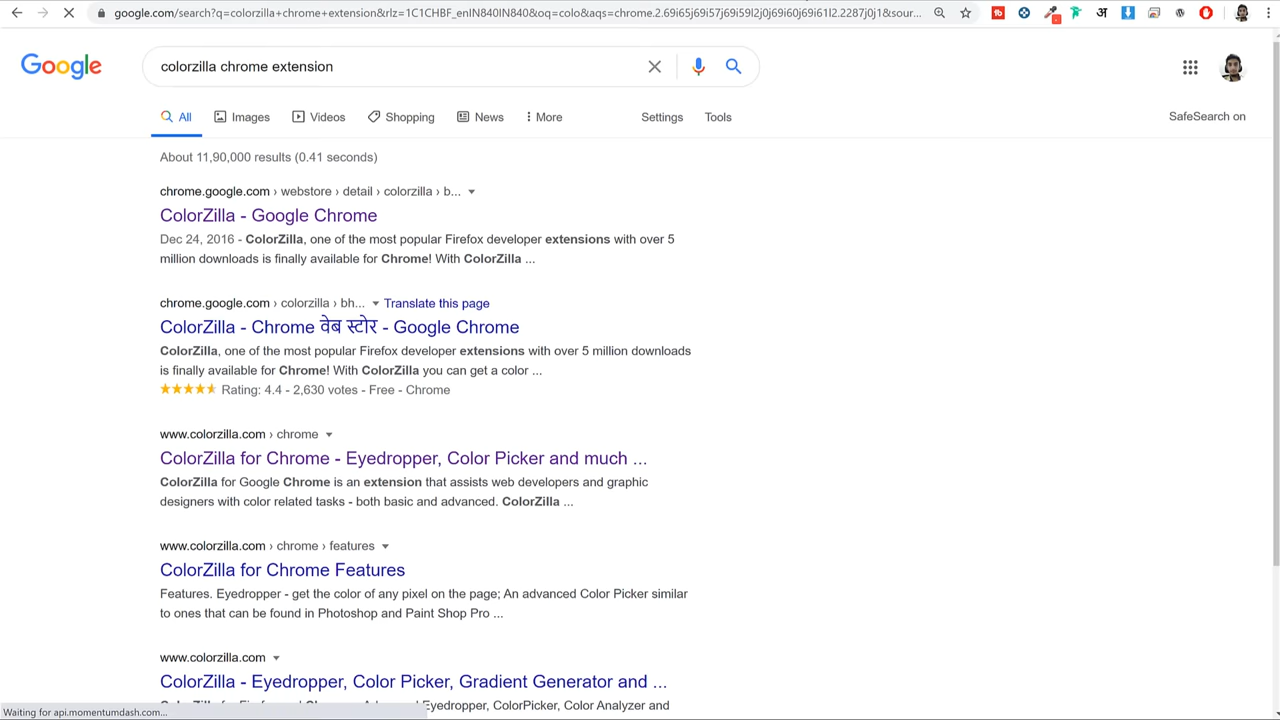 google.com/search?q=colorzilla+chrome+extension&rlz=1C1CHBF_enIN840IN840&oq=colo&aqs=chrome.2.69i65j69i57j69i59l2j0j69i60j69i61l2.2287j0j1&sour...
Google
colorzilla chrome extension
All Images Videos Shopping News More Settings Tools SafeSearch on
About 11,90,000 results (0.41 seconds)
chrome.google.com › webstore › detail › colorzilla › b...
ColorZilla - Google Chrome
Dec 24, 2016 - ColorZilla, one of the most popular Firefox developer extensions with over 5
million downloads is finally available for Chrome! With ColorZilla ...
chrome.google.com › colorzilla › bh... Translate this page
ColorZilla - Chrome वेब स्टोर - Google Chrome
ColorZilla, one of the most popular Firefox developer extensions with over 5 million downloads
is finally available for Chrome! With ColorZilla you can get a color ...
Rating: 4.4 - 2,630 votes - Free - Chrome
www.colorzilla.com › chrome
ColorZilla for Chrome - Eyedropper, Color Picker and much ...
ColorZilla for Google Chrome is an extension that assists web developers and graphic
designers with color related tasks - both basic and advanced. ColorZilla ...
www.colorzilla.com › chrome › features
ColorZilla for Chrome Features
Features. Eyedropper - get the color of any pixel on the page; An advanced Color Picker similar
to ones that can be found in Photoshop and Paint Shop Pro ...
www.colorzilla.com
ColorZilla - Eyedropper, Color Picker, Gradient Generator and ...
Eyedropper, ColorPicker, Color Analyzer and
Waiting for api.momentumdash.com...